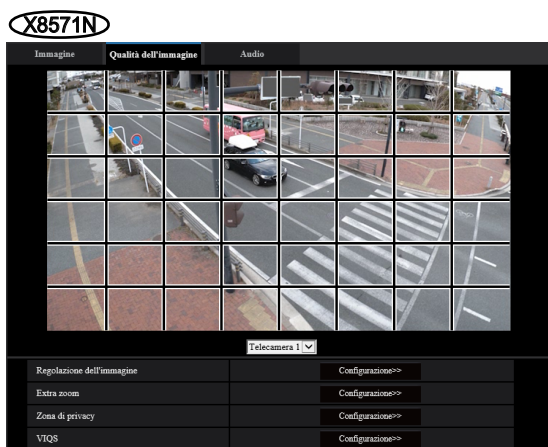 X8571N
Immagine Qualità dell'immagine Audio
Telecamera 1
Regolazione dell'immagine Configurazione>>
Extra zoom Configurazione>>
Zona di privacy Configurazione>>
VIQS Configurazione>>